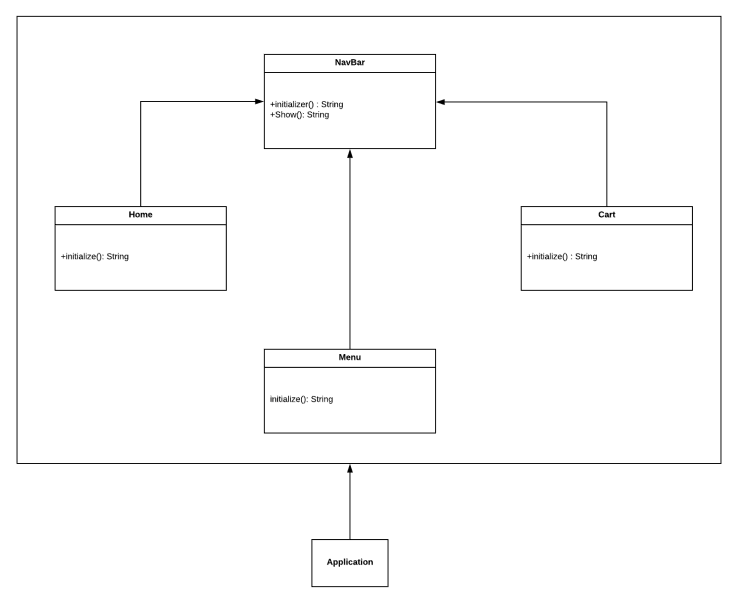 NavBar
+initializer() : String
+Show(): String
Home
+initialize(): String
Cart
+initialize() : String
Menu
initialize(): String
Application